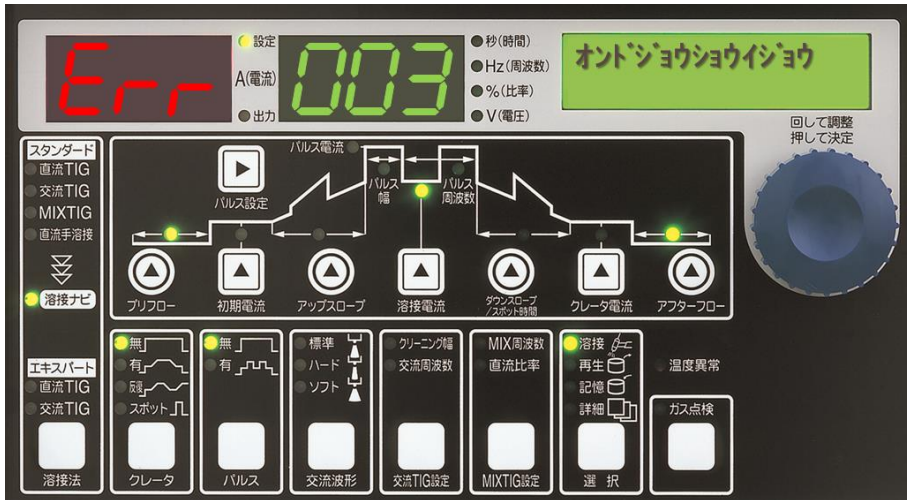 Err
設定
A(電流)
出力
003
秒(時間)
Hz(周波数)
%(比率)
V(電圧)
オンドジョウショウイジョウ
回して調整
押して決定
スタンダード
直流TIG
交流TIG
MIXTIG
直流手溶接
溶接ナビ
エキスパート
直流TIG
交流TIG
溶接法
パルス電流
パルス設定
パルス
幅
パルス
周波数
プリフロー
初期電流
アップスロープ
溶接電流
ダウンスロープ
/スポット時間
クレータ電流
アフターフロー
無
有
反復
スポット
クレータ
無
有
パルス
標準
ハード
ソフト
交流波形
クリーニング幅
交流周波数
交流TIG設定
MIX周波数
直流比率
MIXTIG設定
溶接
再生
記憶
詳細
選択
温度異常
ガス点検